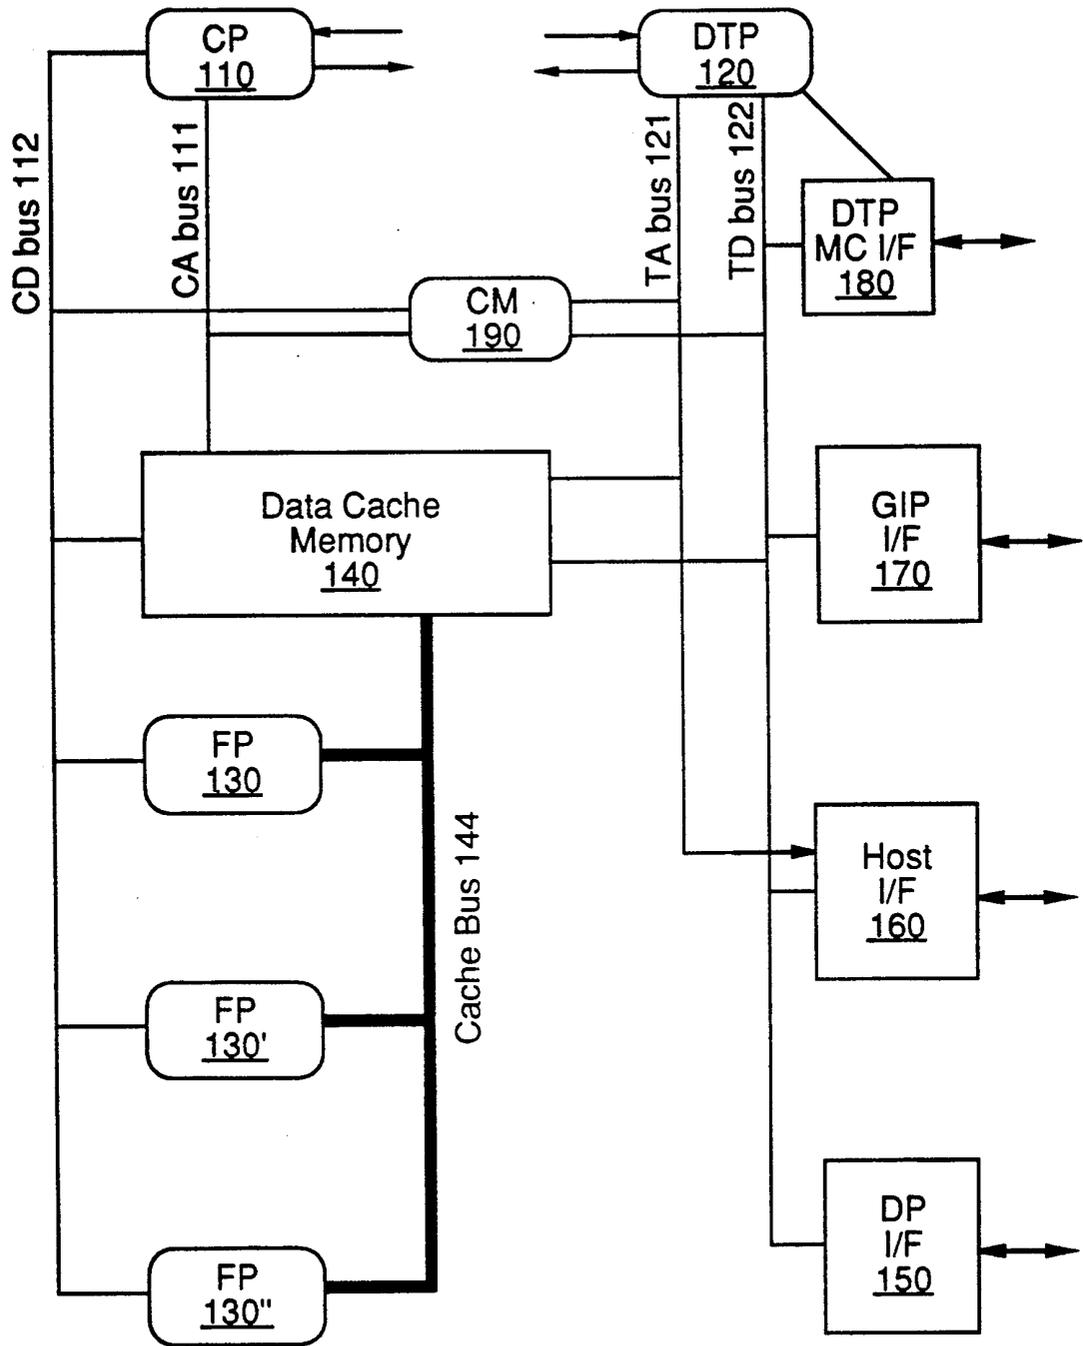 CP
110
DTP
120
CD bus 112
CA bus 111
TA bus 121
TD bus 122
DTP
MC I/F
180
CM
190
Data Cache
Memory
140
GIP
I/F
170
FP
130
Cache Bus 144
Host
I/F
160
FP
130'
DP
I/F
150
FP
130"